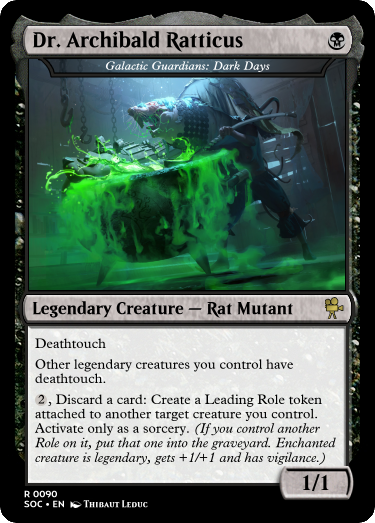 Dr. Archibald Ratticus
Galactic Guardians: Dark Days
Legendary Creature — Rat Mutant
Deathtouch
Other legendary creatures you control have
deathtouch.
2, Discard a card: Create a Leading Role token
attached to another target creature you control.
Activate only as a sorcery. (If you control another
Role on it, put that one into the graveyard. Enchanted
creature is legendary, gets +1/+1 and has vigilance.)
1/1
R 0090
SOC • EN Thibaut Leduc